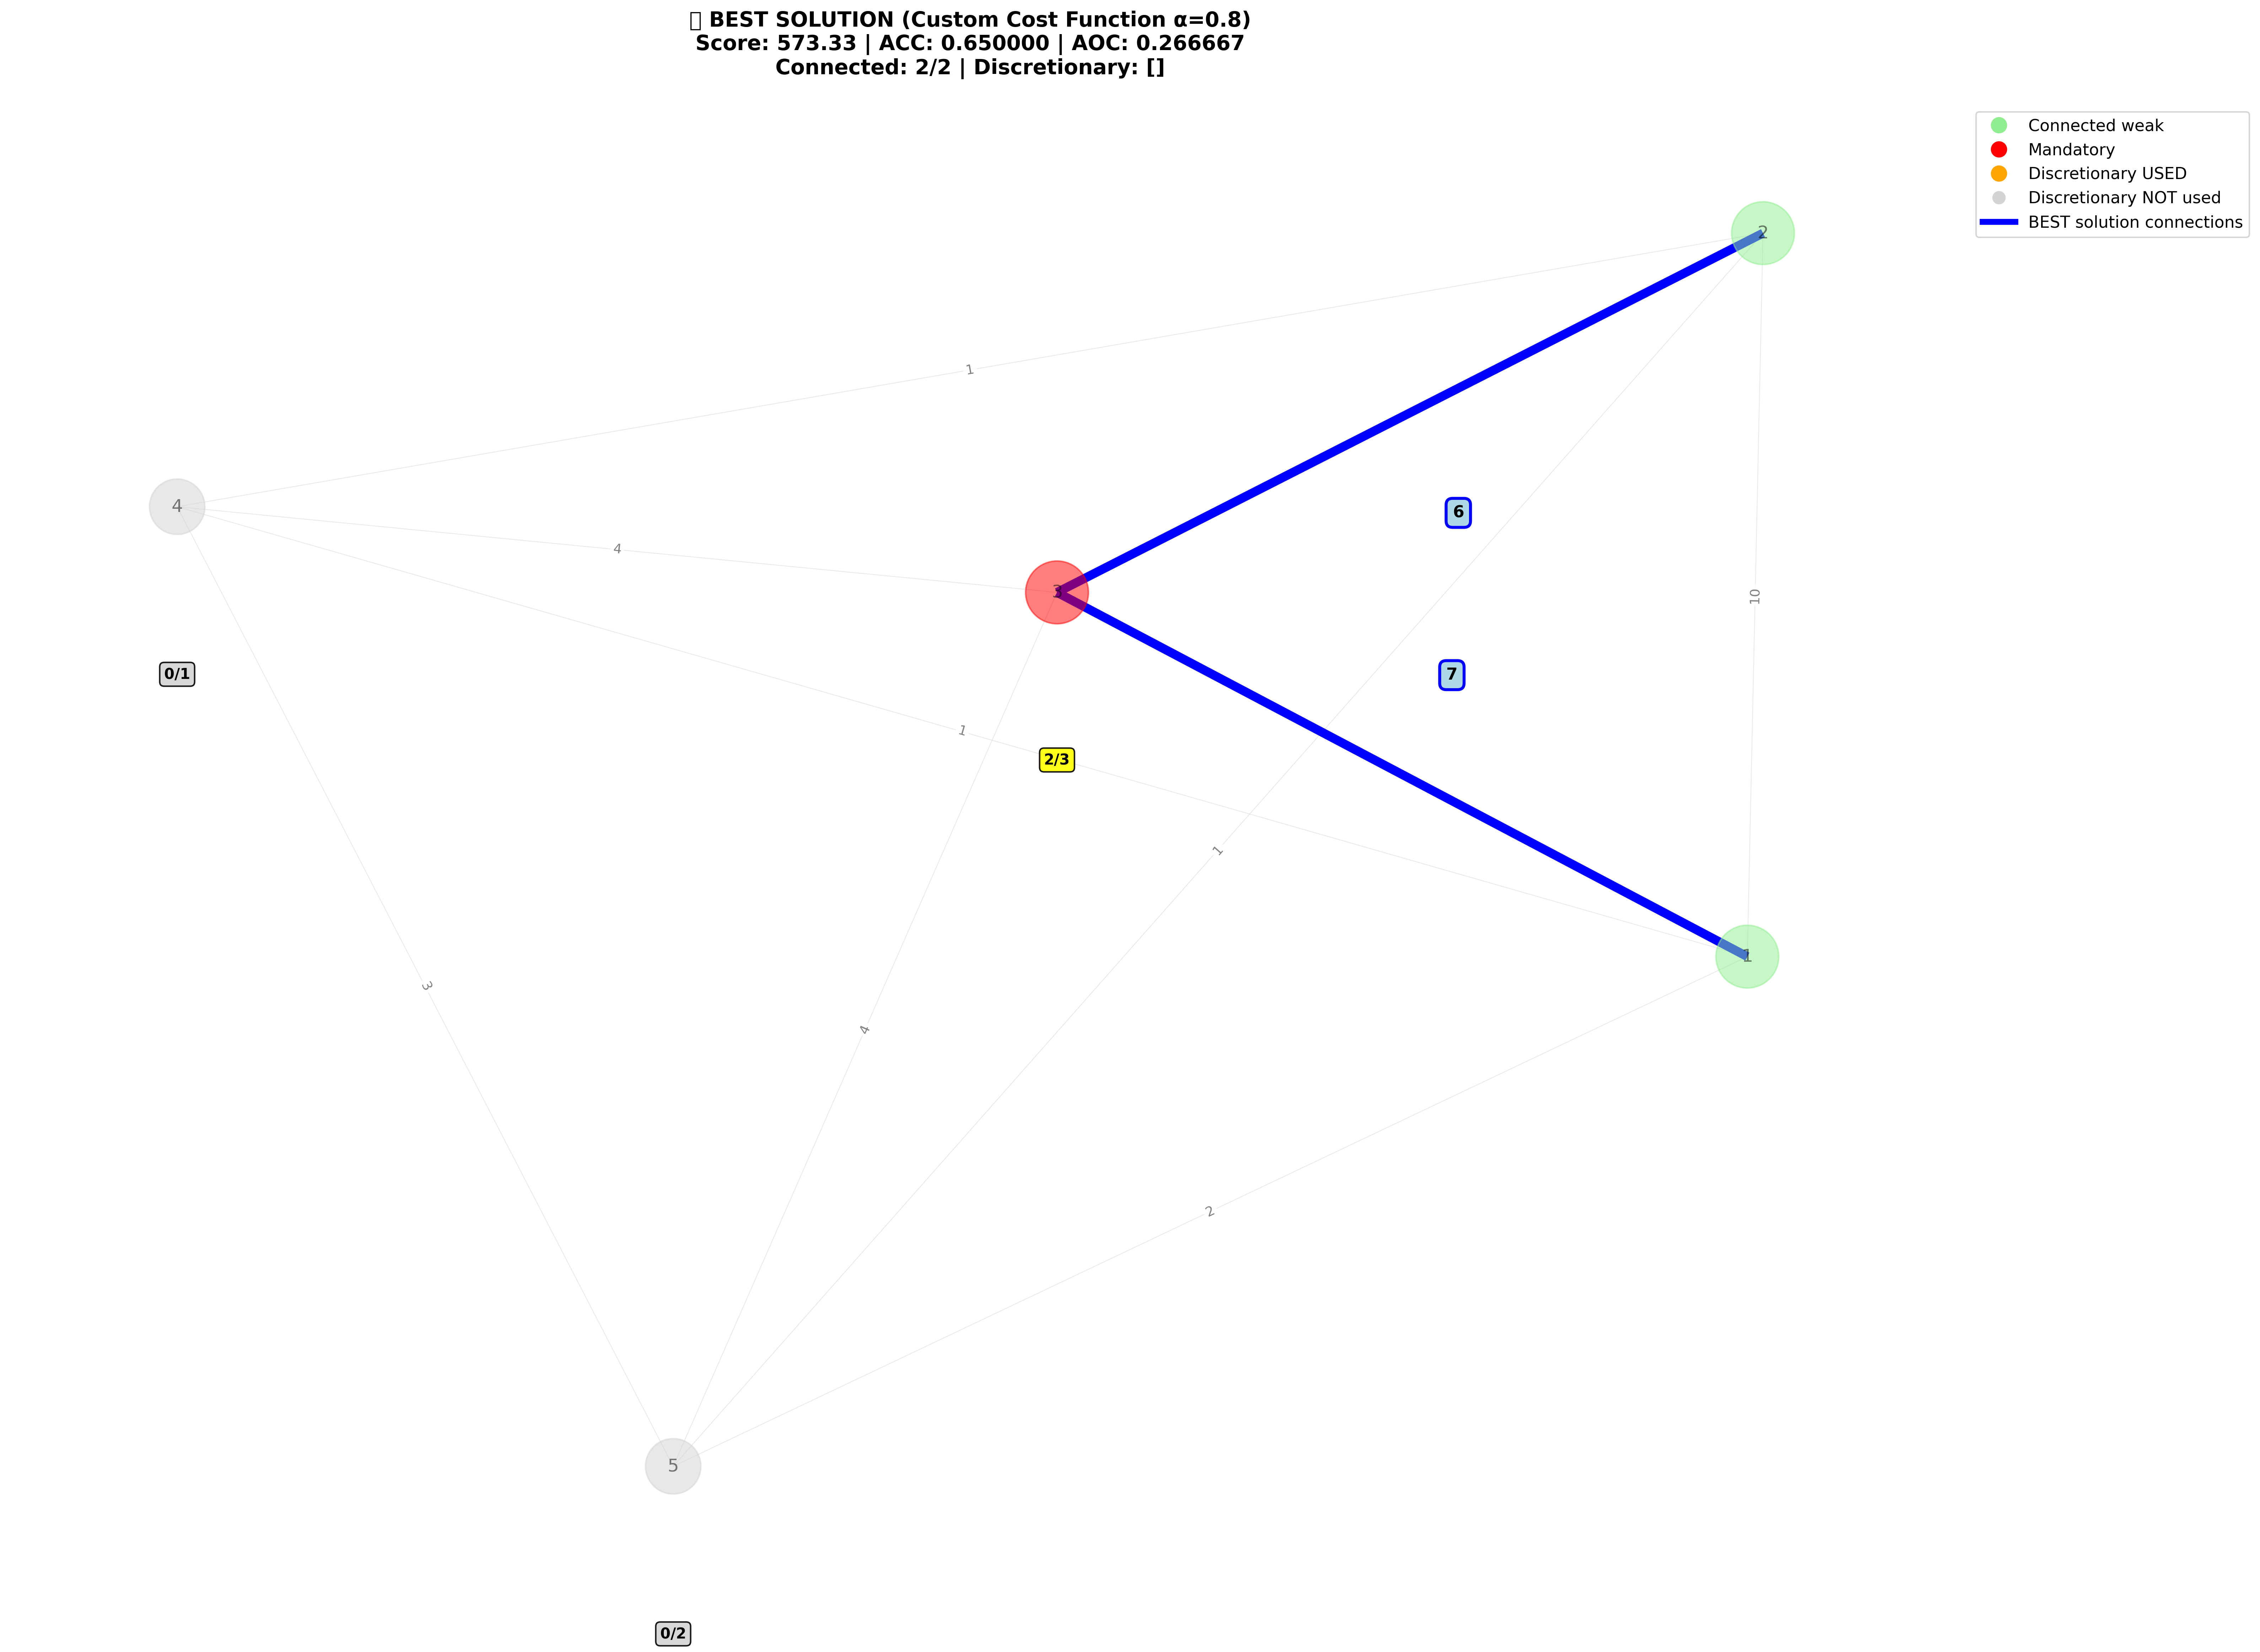 BEST SOLUTION (Custom Cost Function α=0.8)
Score: 573.33 | ACC: 0.650000 | AOC: 0.266667
Connected: 2/2 | Discretionary: []
Connected weak
Mandatory
Discretionary USED
Discretionary NOT used
BEST solution connections
2
1
4
6
4
3
10
0/1
7
1
2/3
1
1
3
4
2
5
0/2